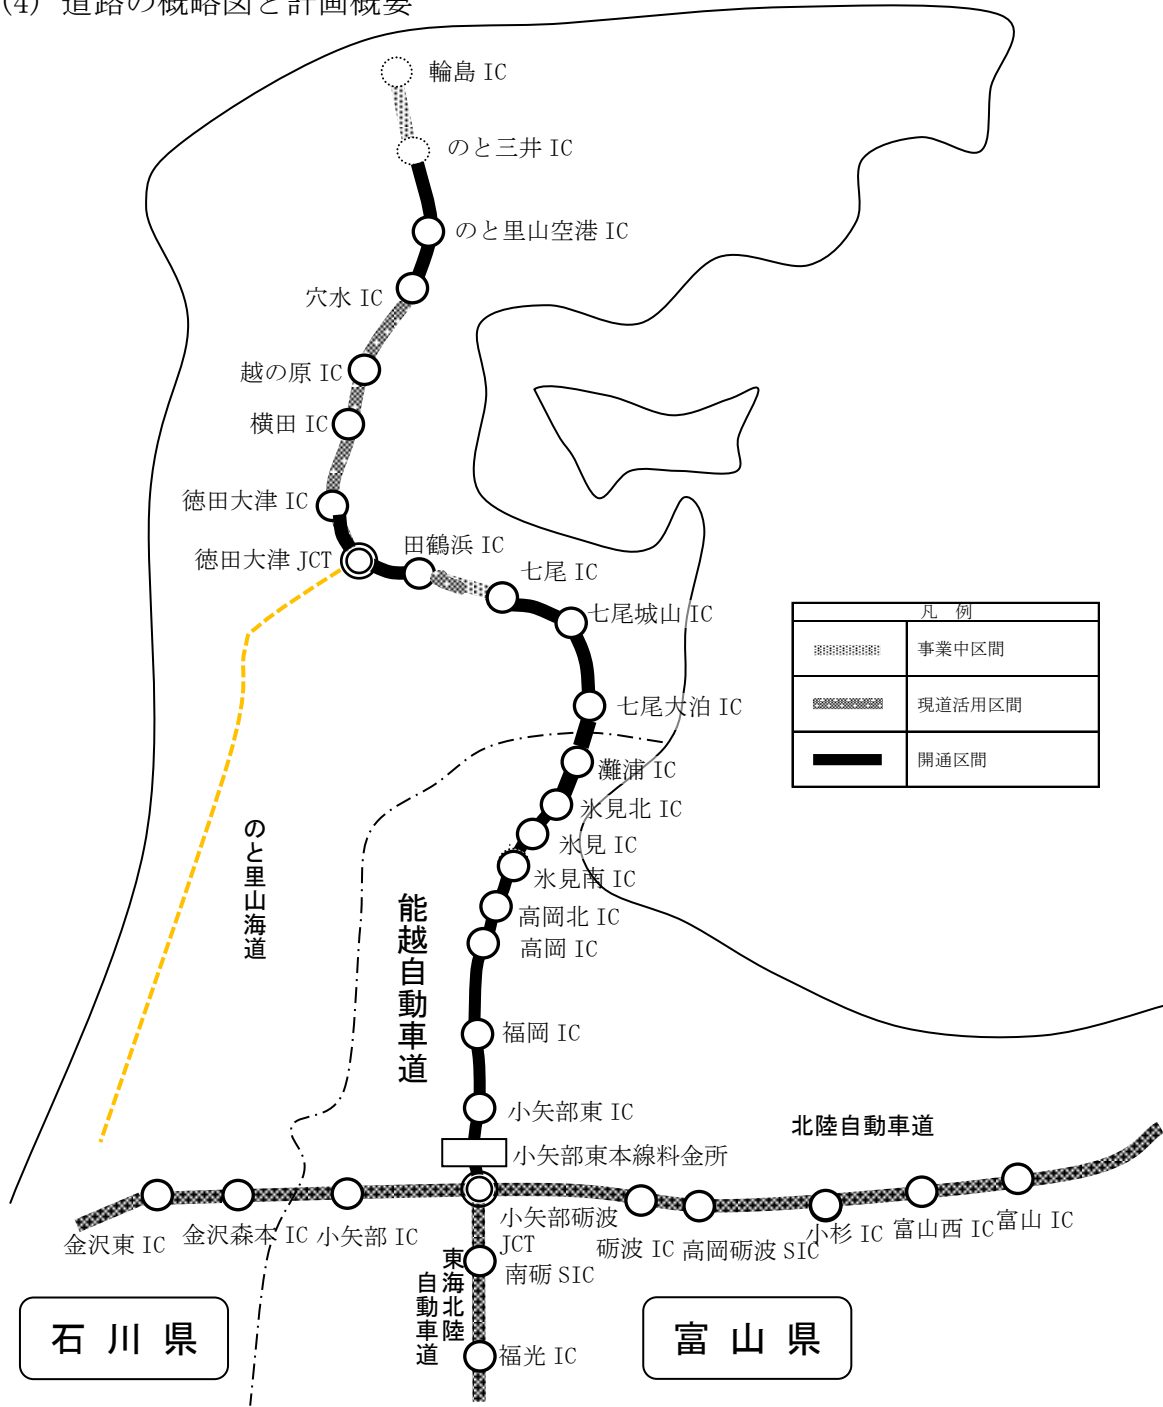 (4) 道路の概略図と計画概要
輪島 IC
のと三井 IC
のと里山空港 IC
穴水 IC
越の原 IC
横田 IC
徳田大津 IC
徳田大津 JCT
田鶴浜 IC
七尾 IC
七尾城山 IC
七尾大泊 IC
灘浦 IC
氷見北 IC
氷見 IC
氷見南 IC
高岡北 IC
高岡 IC
福岡 IC
小矢部東 IC
小矢部東本線料金所
凡 例
事業中区間
現道活用区間
開通区間
のと里山海道
能越自動車道
北陸自動車道
金沢東 IC
金沢森本 IC
小矢部 IC
小矢部砺波
JCT
砺波 IC
高岡砺波 SIC
小杉 IC
富山西 IC
富山 IC
南砺 SIC
東海北陸
自動車道
福光 IC
石川県
富山県